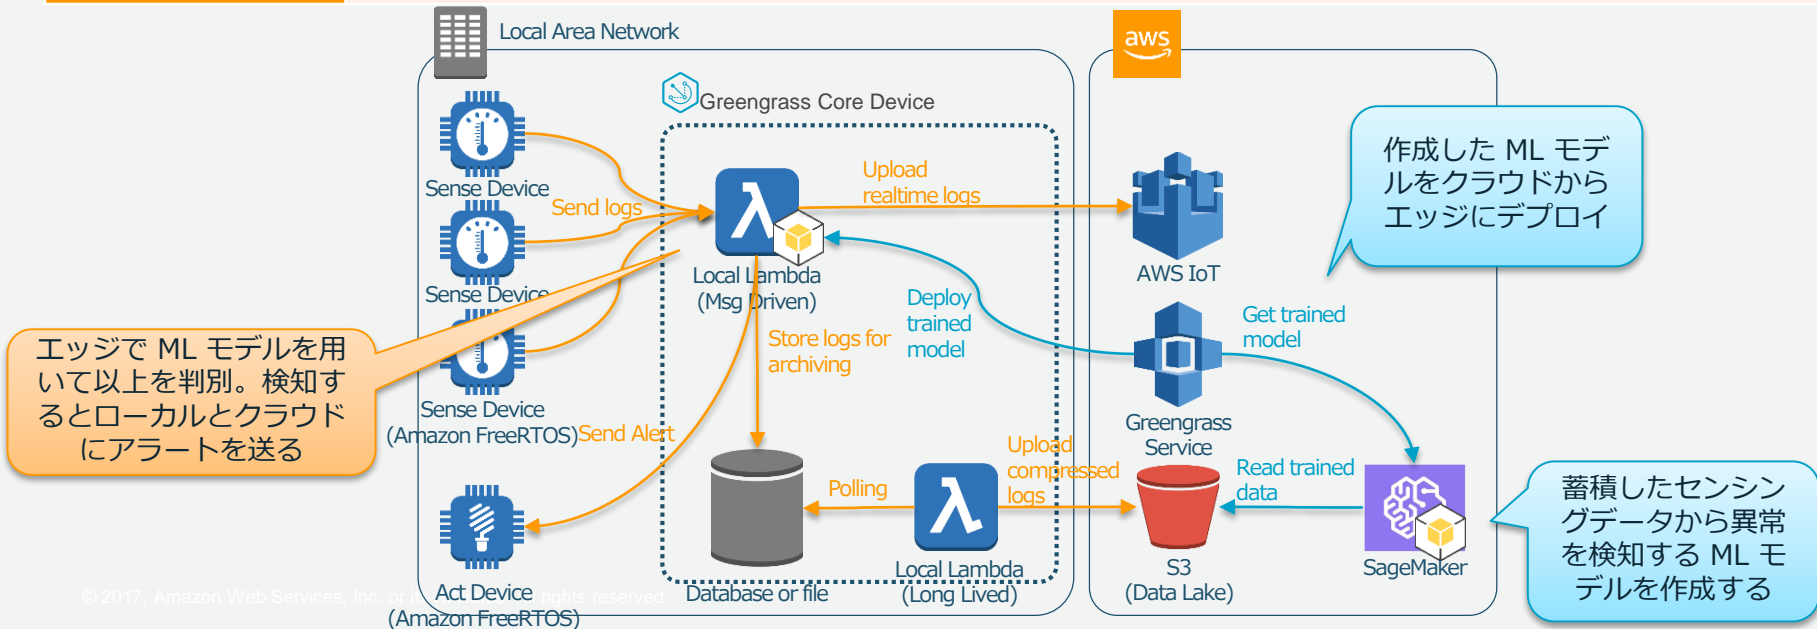 Local Area Network
aws
Greengrass Core Device
Sense Device
Send logs
Upload
realtime logs
作成した ML モデ
ルをクラウドから
エッジにデプロイ
Sense Device
Local Lambda
(Msg Driven)
AWS IoT
Deploy
trained
model
Get trained
model
エッジで ML モデルを用
いて以上を判別。検知す
るとローカルとクラウド
にアラートを送る
Store logs for
archiving
Sense Device
(Amazon FreeRTOS)
Send Alert
Greengrass
Service
Upload
compressed
logs
Polling
Read trained
data
蓄積したセンシン
グデータから異常
を検知する ML モ
デルを作成する
Act Device
(Amazon FreeRTOS)
Database or file
Local Lambda
(Long Lived)
S3
(Data Lake)
SageMaker
© 2017, Amazon Web Services, Inc. or rights reserved.